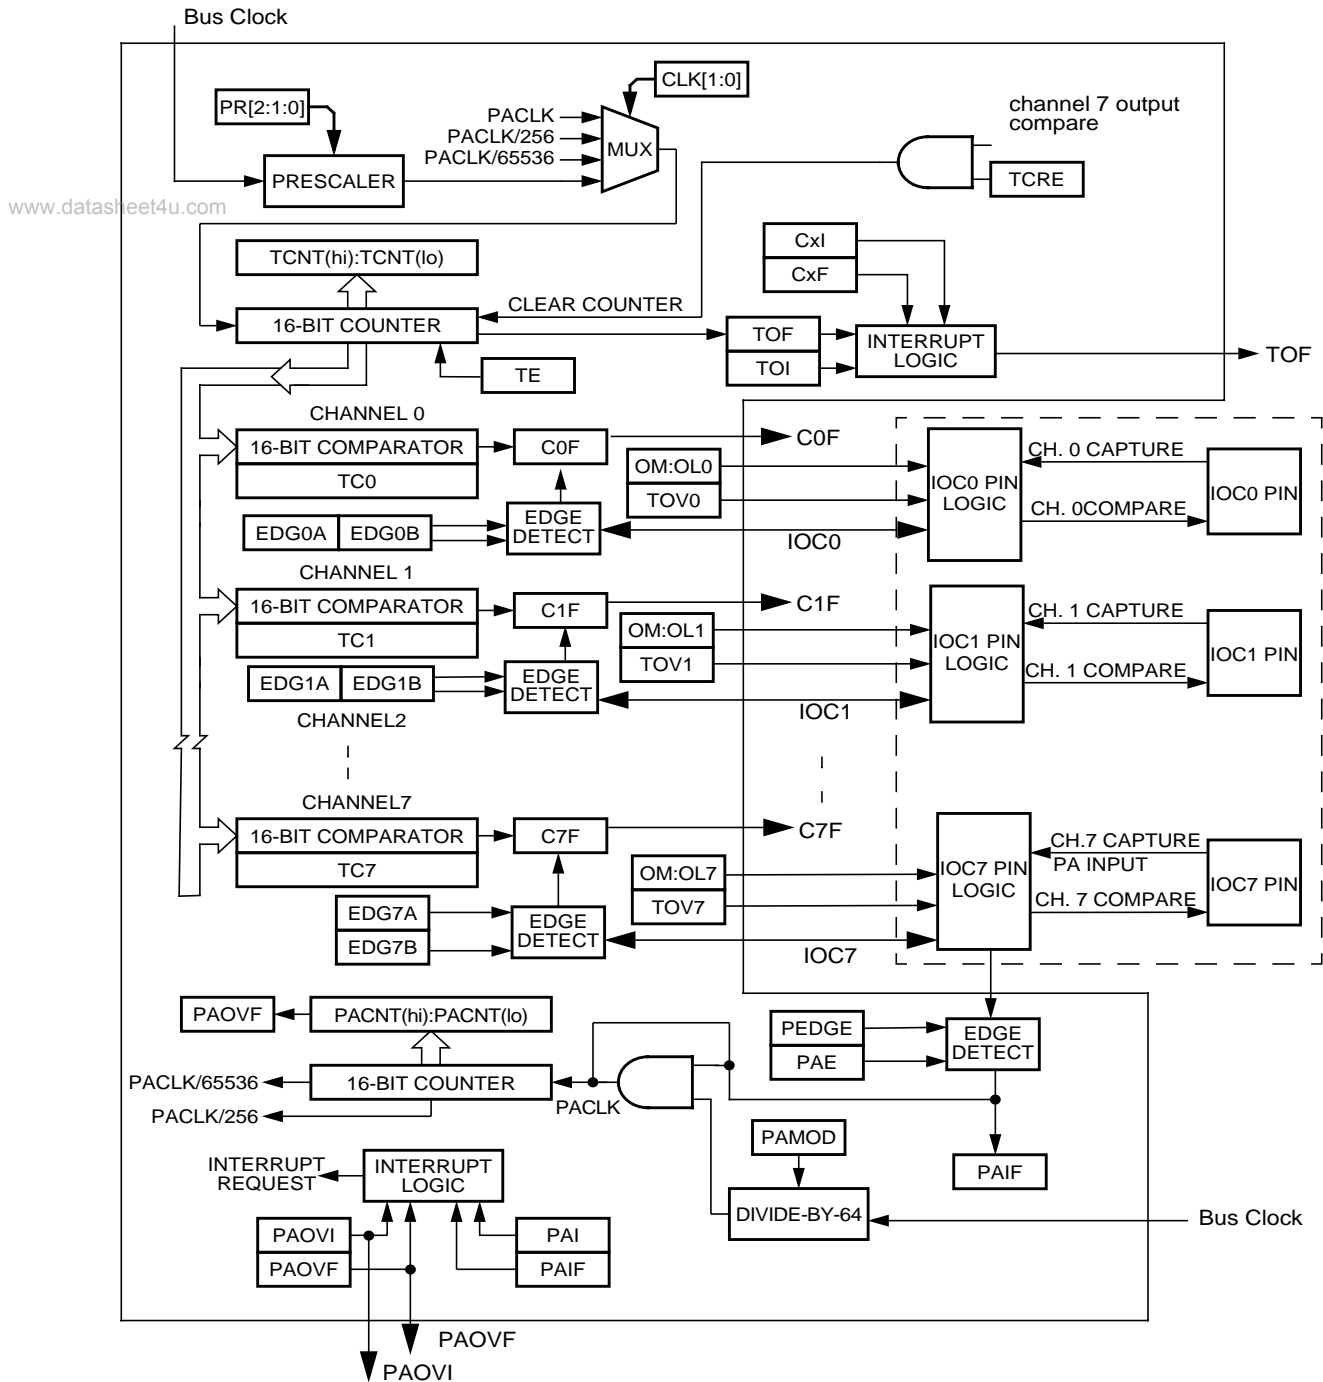 Bus Clock
PR[2:1:0]
CLK[1:0]
PACLK
PACLK/256
PACLK/65536
MUX
PRESCALER
channel 7 output
compare
TCRE
www.datasheet4u.com
TCNT(hi):TCNT(lo)
CxI
CxF
CLEAR COUNTER
16-BIT COUNTER
TE
TOF
TOI
INTERRUPT
LOGIC
TOF
CHANNEL 0
16-BIT COMPARATOR
TC0
C0F
C0F
EDG0A
EDG0B
EDGE
DETECT
OM:OL0
TOV0
IOC0
IOC0 PIN
LOGIC
CH. 0 CAPTURE
CH. 0COMPARE
IOC0 PIN
CHANNEL 1
16-BIT COMPARATOR
TC1
C1F
C1F
EDG1A
EDG1B
EDGE
DETECT
OM:OL1
TOV1
IOC1
IOC1 PIN
LOGIC
CH. 1 CAPTURE
CH. 1 COMPARE
IOC1 PIN
CHANNEL2
CHANNEL7
16-BIT COMPARATOR
TC7
C7F
C7F
EDG7A
EDG7B
EDGE
DETECT
OM:OL7
TOV7
IOC7
IOC7 PIN
LOGIC
CH.7 CAPTURE
PA INPUT
CH. 7 COMPARE
IOC7 PIN
PAOVF
PACNT(hi):PACNT(lo)
PACLK/65536
16-BIT COUNTER
PACLK/256
PACLK
PEDGE
PAE
EDGE
DETECT
PAMOD
PAIF
DIVIDE-BY-64
Bus Clock
INTERRUPT
REQUEST
INTERRUPT
LOGIC
PAOVI
PAOVF
PAI
PAIF
PAOVF
PAOVI